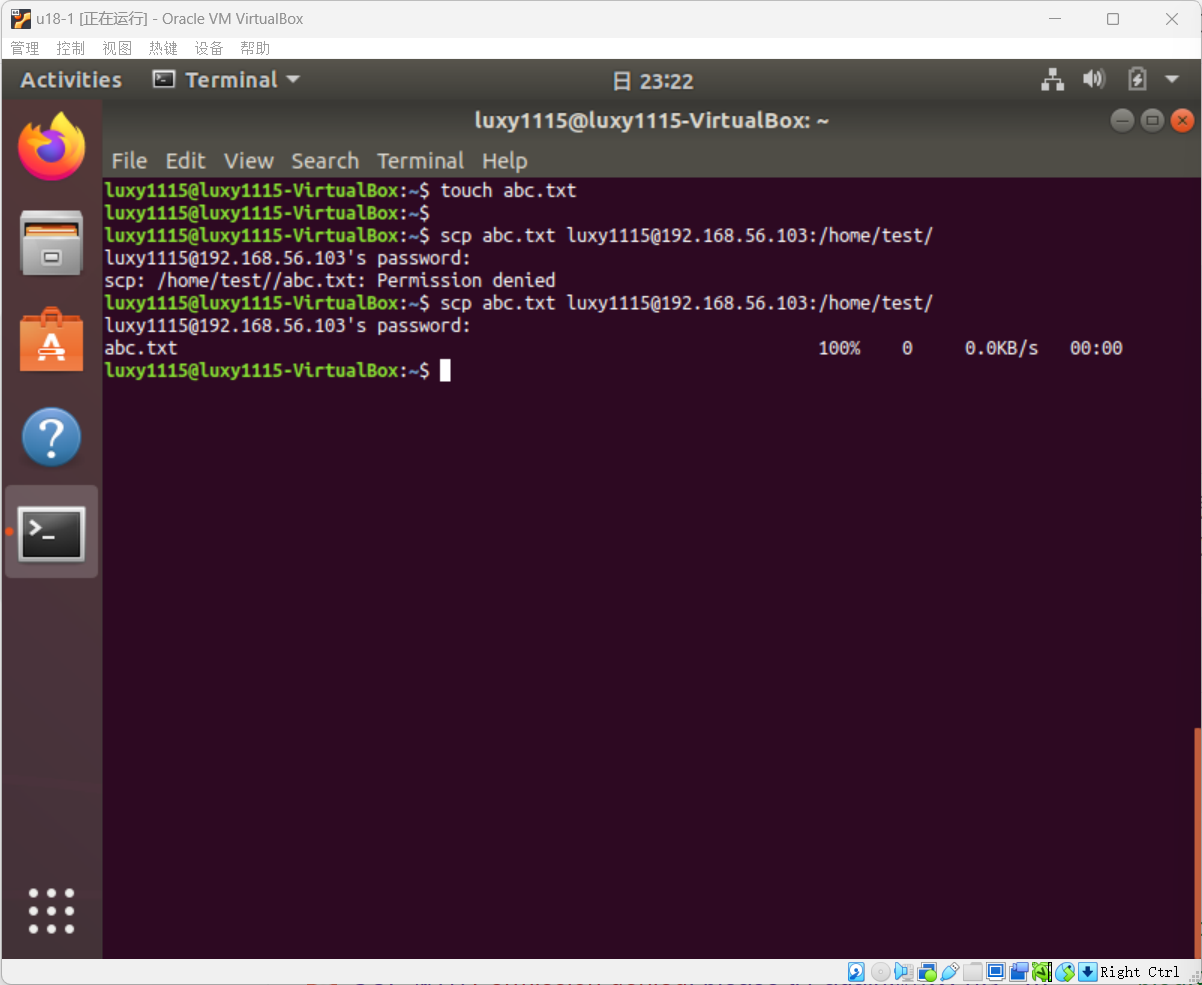 u18-1 [正在运行] - Oracle VM VirtualBox
管理 控制 视图 热键 设备 帮助
Activities Terminal 日 23:22
luxy1115@luxy1115-VirtualBox: ~
File Edit View Search Terminal Help
luxy1115@luxy1115-VirtualBox:~$ touch abc.txt
luxy1115@luxy1115-VirtualBox:~$
luxy1115@luxy1115-VirtualBox:~$ scp abc.txt luxy1115@192.168.56.103:/home/test/
luxy1115@192.168.56.103's password:
scp: /home/test//abc.txt: Permission denied
luxy1115@luxy1115-VirtualBox:~$ scp abc.txt luxy1115@192.168.56.103:/home/test/
luxy1115@192.168.56.103's password:
abc.txt 100% 0 0.0KB/s 00:00
luxy1115@luxy1115-VirtualBox:~$
Right Ctrl